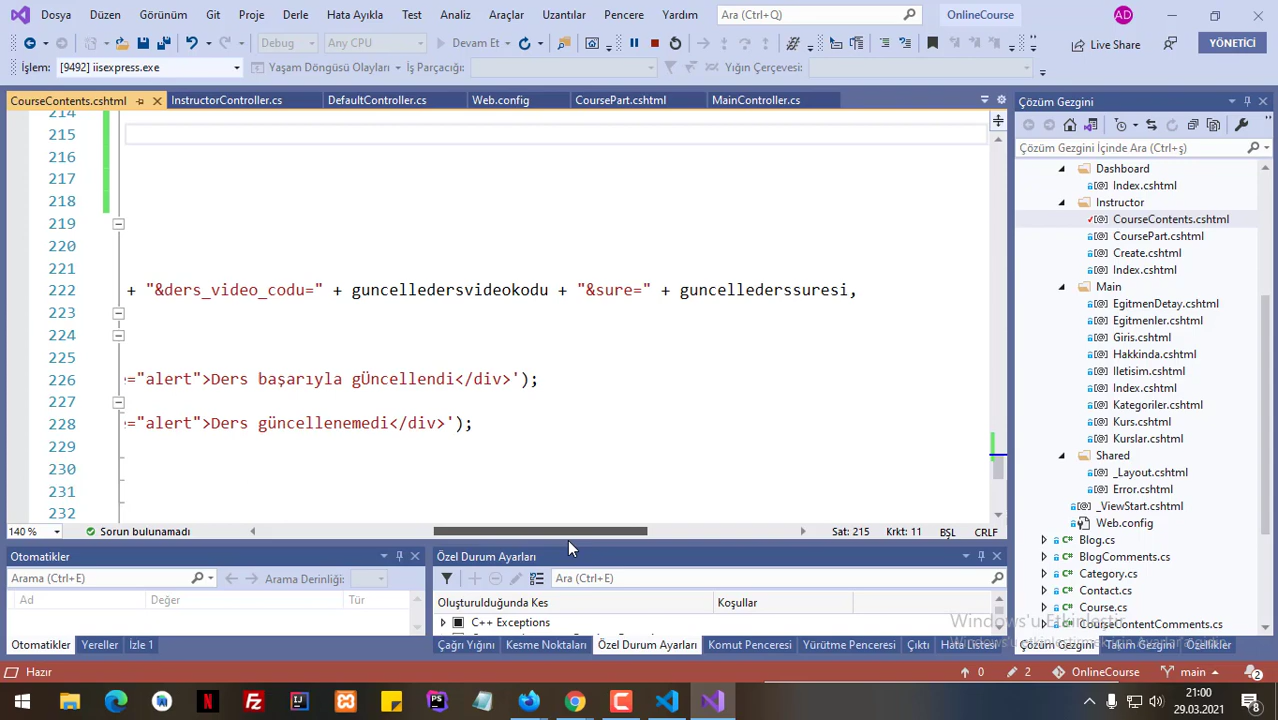 Dosya Düzen Görünüm Git Proje Derle Hata Ayıkla Test Analiz Araçlar Uzantılar Pencere Yardım Ara (Ctrl+Q) OnlineCourse AD
Debug Any CPU Devam Et Live Share YÖNETİCİ
İşlem: [9492] iisexpress.exe Yaşam Döngüsü Olayları İş Parçacığı: Yığın Çerçevesi:
CourseContents.cshtml InstructorController.cs DefaultController.cs Web.config CoursePart.cshtml MainController.cs
214
215
216
217
218
219
220
221
222 + "&ders_video_codu=" + guncelledersvideokodu + "&sure=" + guncellederssuresi,
223
224
225
226 ="alert">Ders başarıyla gÜncellendi</div>');
227
228 ="alert">Ders güncellenemedi</div>');
229
230
231
232
140 % Sorun bulunamadı Sat: 215 Krkt: 11 BŞL CRLF
Çözüm Gezgini
Çözüm Gezgini İçinde Ara (Ctrl+ş)
Dashboard
Index.cshtml
Instructor
CourseContents.cshtml
CoursePart.cshtml
Create.cshtml
Index.cshtml
Main
EgitmenDetay.cshtml
Egitmenler.cshtml
Giris.cshtml
Hakkinda.cshtml
Iletisim.cshtml
Index.cshtml
Kategoriler.cshtml
Kurs.cshtml
Kurslar.cshtml
Shared
_Layout.cshtml
Error.cshtml
_ViewStart.cshtml
Web.config
Blog.cs
BlogComments.cs
Category.cs
Contact.cs
Course.cs
CourseContentComments.cs
Otomatikler
Arama (Ctrl+E) Arama Derinliği:
Ad Değer Tür
Otomatikler Yereller İzle 1
Özel Durum Ayarları
Ara (Ctrl+E)
Oluşturulduğunda Kes Koşullar
C++ Exceptions
Çağrı Yığını Kesme Noktaları Özel Durum Ayarları Komut Penceresi Yürütme Penceresi Çıktı Hata Listesi
Çözüm Gezgini Takım Gezgini Özellikler
Windows'u Etkinleştir
Windows'u etkinleştirmek için Ayarlar'a gidin.
Hazır 0 2 OnlineCourse main 2
21:00
29.03.2021 8